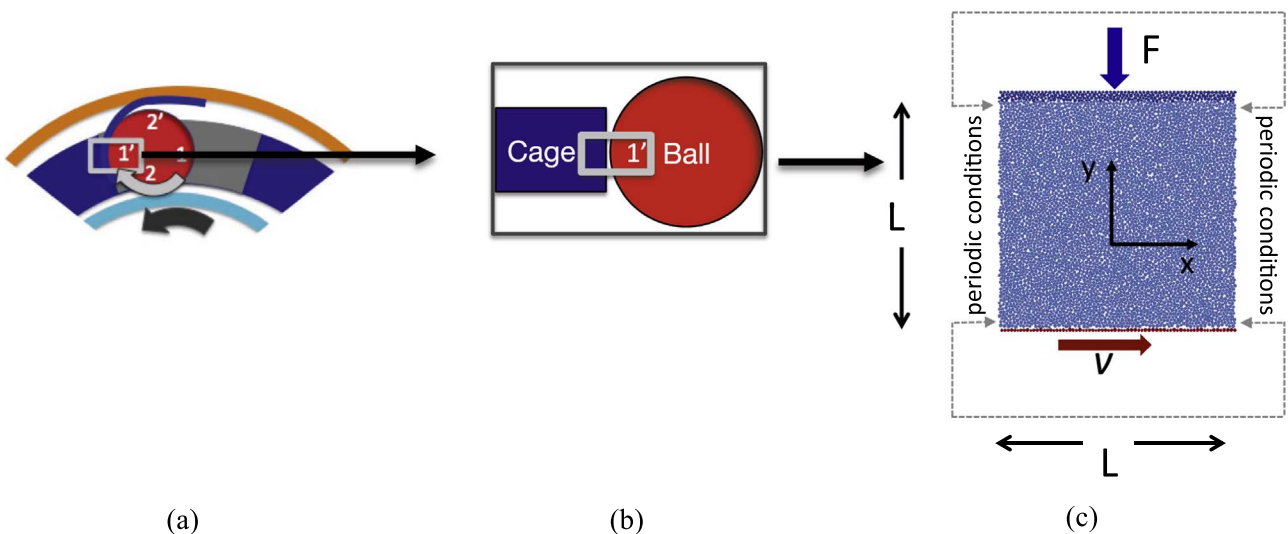 2'
1'
1
2
(a)
Cage
1'
Ball
(b)
F
L
periodic conditions
y
x
periodic conditions
v
L
(c)